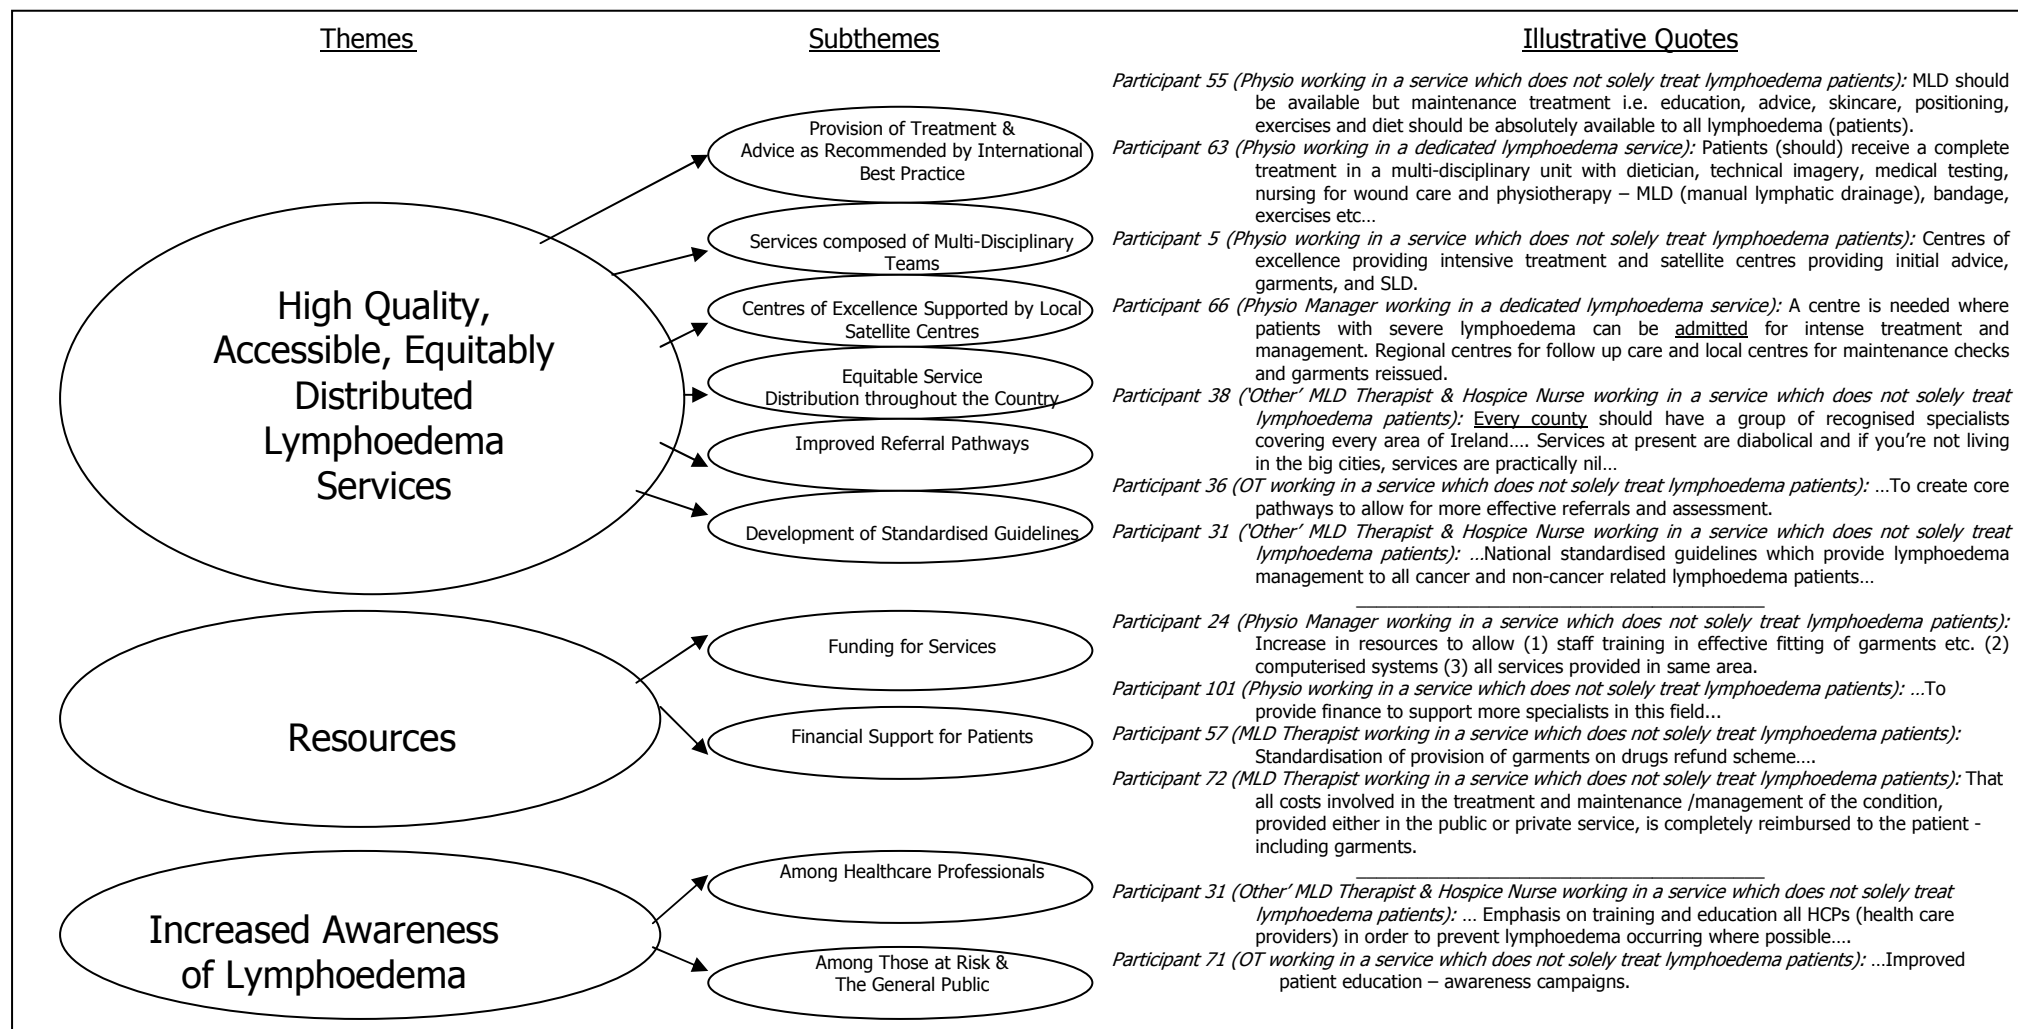 Themes
Subthemes
Illustrative Quotes
High Quality,
Accessible, Equitably
Distributed
Lymphoedema
Services
Provision of Treatment &
Advice as Recommended by International
Best Practice
Services composed of Multi-Disciplinary
Teams
Centres of Excellence Supported by Local
Satellite Centres
Equitable Service
Distribution throughout the Country
Improved Referral Pathways
Development of Standardised Guidelines
Participant 55 (Physio working in a service which does not solely treat lymphoedema patients): MLD should
be available but maintenance treatment i.e. education, advice, skincare, positioning,
exercises and diet should be absolutely available to all lymphoedema (patients).
Participant 63 (Physio working in a dedicated lymphoedema service): Patients (should) receive a complete
treatment in a multi-disciplinary unit with dietician, technical imagery, medical testing,
nursing for wound care and physiotherapy – MLD (manual lymphatic drainage), bandage,
exercises etc…
Participant 5 (Physio working in a service which does not solely treat lymphoedema patients): Centres of
excellence providing intensive treatment and satellite centres providing initial advice,
garments, and SLD.
Participant 66 (Physio Manager working in a dedicated lymphoedema service): A centre is needed where
patients with severe lymphoedema can be admitted for intense treatment and
management. Regional centres for follow up care and local centres for maintenance checks
and garments reissued.
Participant 38 (‘Other’ MLD Therapist & Hospice Nurse working in a service which does not solely treat
lymphoedema patients): Every county should have a group of recognised specialists
covering every area of Ireland…. Services at present are diabolical and if you’re not living
in the big cities, services are practically nil…
Participant 36 (OT working in a service which does not solely treat lymphoedema patients): …To create core
pathways to allow for more effective referrals and assessment.
Participant 31 (‘Other’ MLD Therapist & Hospice Nurse working in a service which does not solely treat
lymphoedema patients): …National standardised guidelines which provide lymphoedema
management to all cancer and non-cancer related lymphoedema patients…
Resources
Funding for Services
Financial Support for Patients
Participant 24 (Physio Manager working in a service which does not solely treat lymphoedema patients):
Increase in resources to allow (1) staff training in effective fitting of garments etc. (2)
computerised systems (3) all services provided in same area.
Participant 101 (Physio working in a service which does not solely treat lymphoedema patients): …To
provide finance to support more specialists in this field...
Participant 57 (MLD Therapist working in a service which does not solely treat lymphoedema patients):
Standardisation of provision of garments on drugs refund scheme….
Participant 72 (MLD Therapist working in a service which does not solely treat lymphoedema patients): That
all costs involved in the treatment and maintenance /management of the condition,
provided either in the public or private service, is completely reimbursed to the patient -
including garments.
Increased Awareness
of Lymphoedema
Among Healthcare Professionals
Among Those at Risk &
The General Public
Participant 31 (Other’ MLD Therapist & Hospice Nurse working in a service which does not solely treat
lymphoedema patients): … Emphasis on training and education all HCPs (health care
providers) in order to prevent lymphoedema occurring where possible….
Participant 71 (OT working in a service which does not solely treat lymphoedema patients): …Improved
patient education – awareness campaigns.